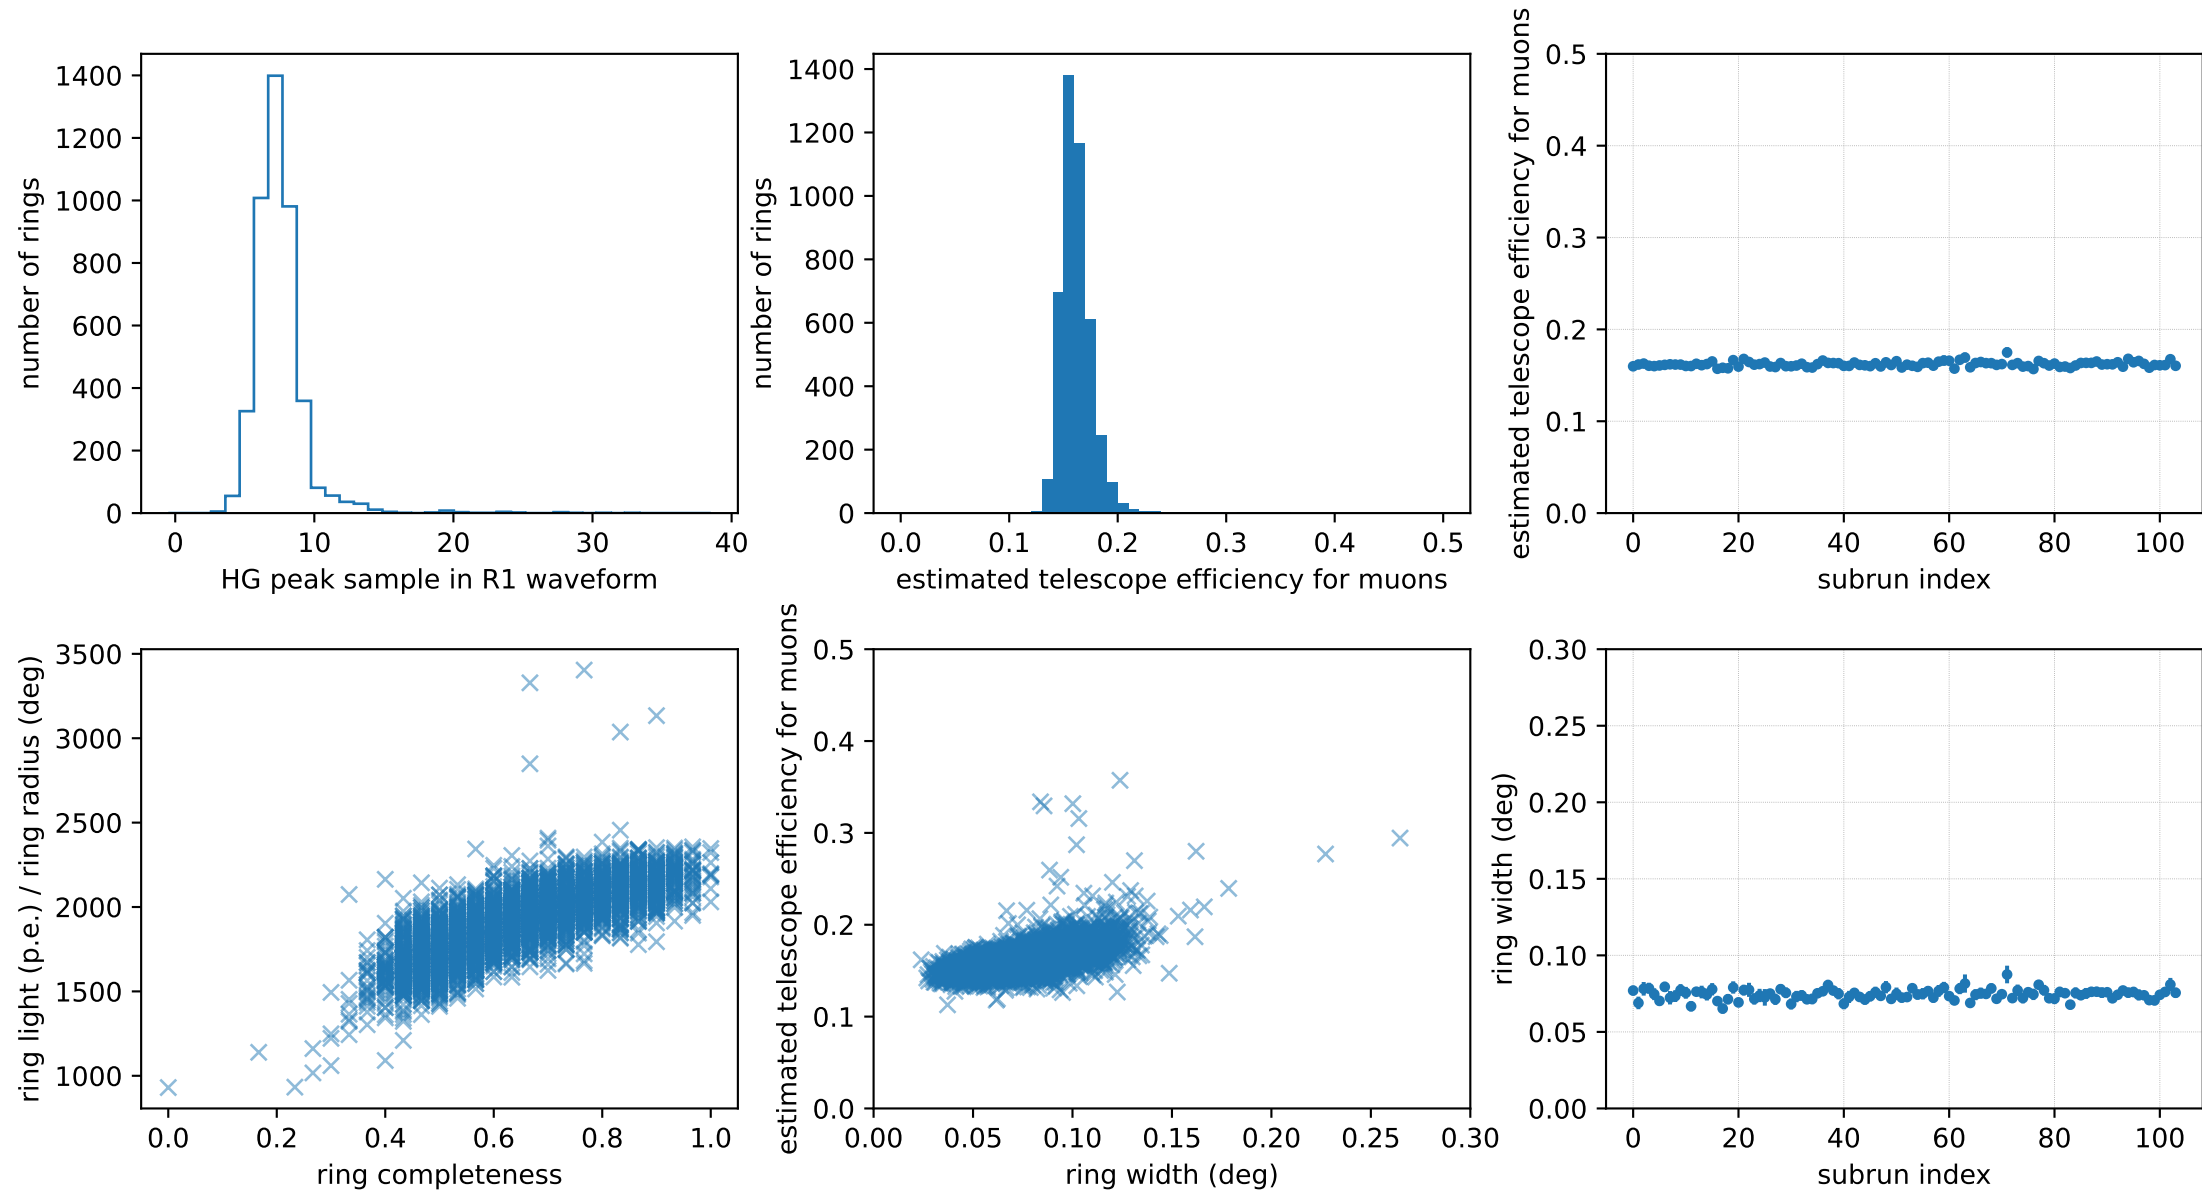 number of rings
1400
1200
1000
800
600
400
200
0
0 10 20 30 40
HG peak sample in R1 waveform
number of rings
1400
1200
1000
800
600
400
200
0
0.0 0.1 0.2 0.3 0.4 0.5
estimated telescope efficiency for muons
estimated telescope efficiency for muons
0.5
0.4
0.3
0.2
0.1
0.0
0 20 40 60 80 100
subrun index
ring light (p.e.) / ring radius (deg)
3500
3000
2500
2000
1500
1000
0.0 0.2 0.4 0.6 0.8 1.0
ring completeness
estimated telescope efficiency for muons
0.5
0.4
0.3
0.2
0.1
0.0
0.00 0.05 0.10 0.15 0.20 0.25 0.30
ring width (deg)
ring width (deg)
0.30
0.25
0.20
0.15
0.10
0.05
0.00
0 20 40 60 80 100
subrun index